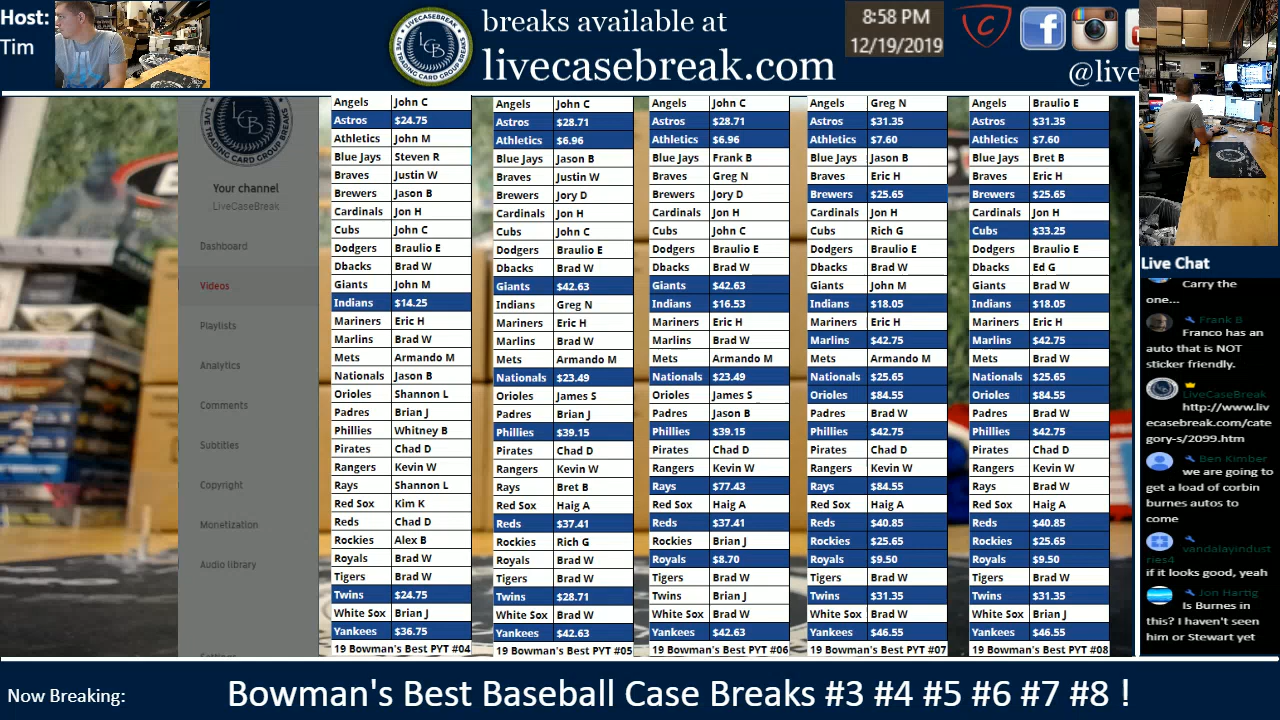 Host:
Tim
LIVE TRADING CARD GROUP BREAKS
LIVECASEBREAK
LCB
breaks available at
livecasebreak.com
8:58 PM
12/19/2019
@live
LCB
LIVE TRADING CARD GROUP BREAKS
Your channel
LiveCaseBreak
Dashboard
Videos
Playlists
Analytics
Comments
Subtitles
Copyright
Monetization
Audio library
Angels John C
Astros $24.75
Athletics John M
Blue Jays Steven R
Braves Justin W
Brewers Jason B
Cardinals Jon H
Cubs John C
Dodgers Braulio E
Dbacks Brad W
Giants John M
Indians $14.25
Mariners Eric H
Marlins Brad W
Mets Armando M
Nationals Jason B
Orioles Shannon L
Padres Brian J
Phillies Whitney B
Pirates Chad D
Rangers Kevin W
Rays Shannon L
Red Sox Kim K
Reds Chad D
Rockies Alex B
Royals Brad W
Tigers Brad W
Twins $24.75
White Sox Brian J
Yankees $36.75
19 Bowman's Best PYT #04
Angels John C
Astros $28.71
Athletics $6.96
Blue Jays Jason B
Braves Justin W
Brewers Jory D
Cardinals Jon H
Cubs John C
Dodgers Braulio E
Dbacks Brad W
Giants $42.63
Indians Greg N
Mariners Eric H
Marlins Brad W
Mets Armando M
Nationals $23.49
Orioles James S
Padres Brian J
Phillies $39.15
Pirates Chad D
Rangers Kevin W
Rays Bret B
Red Sox Haig A
Reds $37.41
Rockies Rich G
Royals Brad W
Tigers Brad W
Twins $28.71
White Sox Brad W
Yankees $42.63
19 Bowman's Best PYT #05
Angels John C
Astros $28.71
Athletics $6.96
Blue Jays Frank B
Braves Greg N
Brewers Jory D
Cardinals Jon H
Cubs John C
Dodgers Braulio E
Dbacks Brad W
Giants $42.63
Indians $16.53
Mariners Eric H
Marlins Brad W
Mets Armando M
Nationals $23.49
Orioles James S
Padres Jason B
Phillies $39.15
Pirates Chad D
Rangers Kevin W
Rays $77.43
Red Sox Haig A
Reds $37.41
Rockies Brian J
Royals $8.70
Tigers Brad W
Twins Brian J
White Sox Brad W
Yankees $42.63
19 Bowman's Best PYT #06
Angels Greg N
Astros $31.35
Athletics $7.60
Blue Jays Jason B
Braves Eric H
Brewers $25.65
Cardinals Jon H
Cubs Rich G
Dodgers Braulio E
Dbacks Brad W
Giants John M
Indians $18.05
Mariners Eric H
Marlins $42.75
Mets Armando M
Nationals $25.65
Orioles $84.55
Padres Brad W
Phillies $42.75
Pirates Chad D
Rangers Kevin W
Rays $84.55
Red Sox Haig A
Reds $40.85
Rockies $25.65
Royals $9.50
Tigers Brad W
Twins $31.35
White Sox Brad W
Yankees $46.55
19 Bowman's Best PYT #07
Angels Braulio E
Astros $31.35
Athletics $7.60
Blue Jays Bret B
Braves Eric H
Brewers $25.65
Cardinals Jon H
Cubs $33.25
Dodgers Braulio E
Dbacks Ed G
Giants Brad W
Indians $18.05
Mariners Eric H
Marlins $42.75
Mets Brad W
Nationals $25.65
Orioles $84.55
Padres Brad W
Phillies $42.75
Pirates Chad D
Rangers Kevin W
Rays Brad W
Red Sox Haig A
Reds $40.85
Rockies $25.65
Royals $9.50
Tigers Brad W
Twins $31.35
White Sox Brian J
Yankees $46.55
19 Bowman's Best PYT #08
Live Chat
Carry the
one...
Frank B
Franco has an
auto that is NOT
sticker friendly.
LiveCaseBreak
http://www.liv
ecasebreak.com/cate
gory-s/2099.htm
Ben Kimber
we are going to
get a load of corbin
burnes autos to
come
vandalayindust
ries4
if it looks good, yeah
Jon Hartig
Is Burnes in
this? I haven't seen
him or Stewart yet
Now Breaking:
Bowman's Best Baseball Case Breaks #3 #4 #5 #6 #7 #8 !